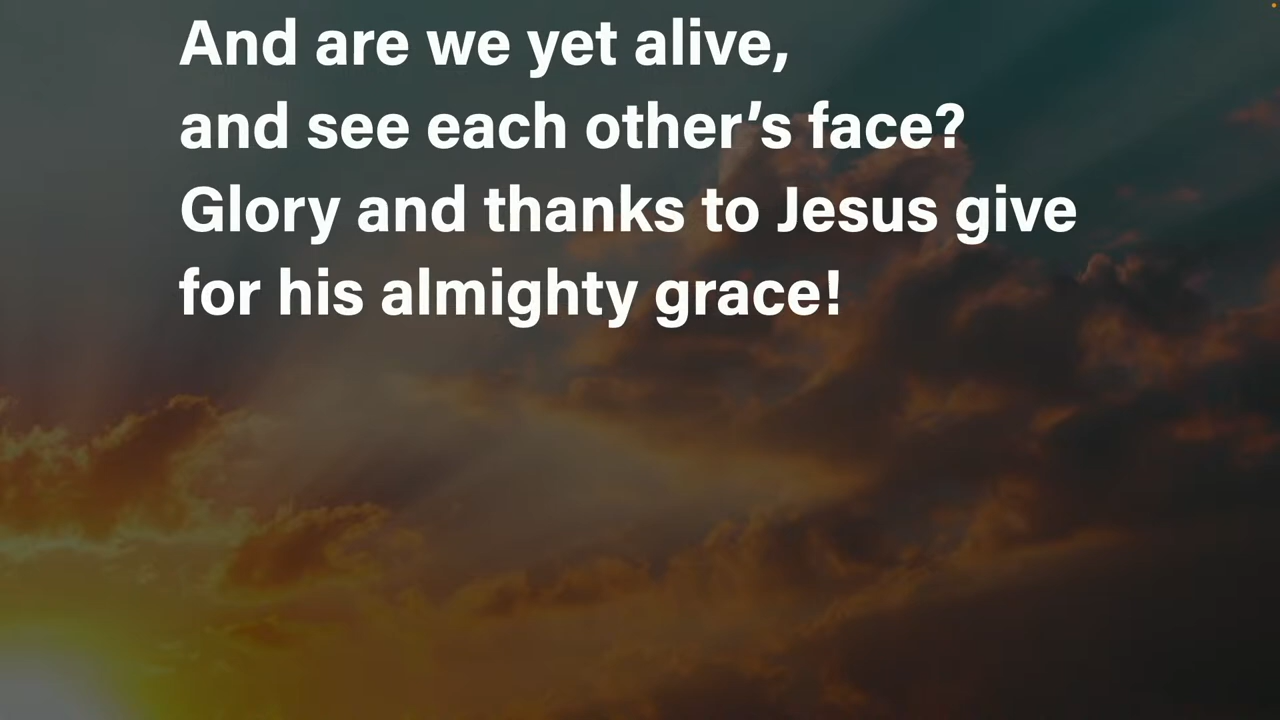 And are we yet alive,
and see each other’s face?
Glory and thanks to Jesus give
for his almighty grace!